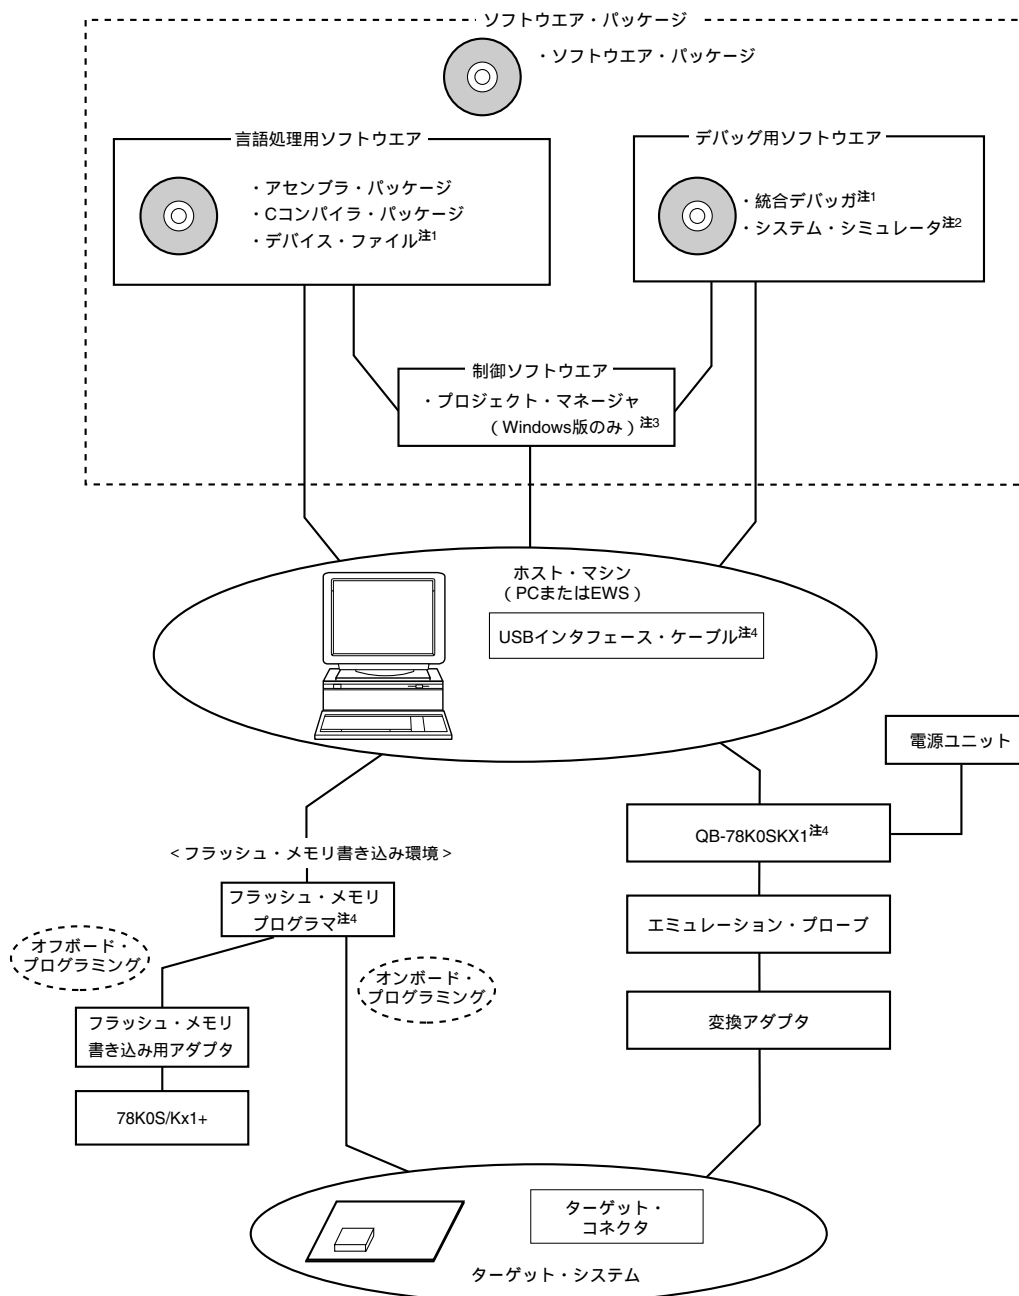 ソフトウエア・パッケージ
・ソフトウエア・パッケージ
言語処理用ソフトウエア
・アセンブラ・パッケージ
・Cコンパイラ・パッケージ
・デバイス・ファイル注1
デバッグ用ソフトウエア
・統合デバッガ注1
・システム・シミュレータ注2
制御ソフトウエア
・プロジェクト・マネージャ
(Windows版のみ)注3
ホスト・マシン
(PCまたはEWS)
USBインタフェース・ケーブル注4
電源ユニット
QB-78K0SKX1注4
<フラッシュ・メモリ書き込み環境>
フラッシュ・メモリ
プログラマ注4
エミュレーション・プローブ
オフボード・
プログラミング
オンボード・
プログラミング
フラッシュ・メモリ
書き込み用アダプタ
変換アダプタ
78K0S/Kx1+
ターゲット・
コネクタ
ターゲット・システム